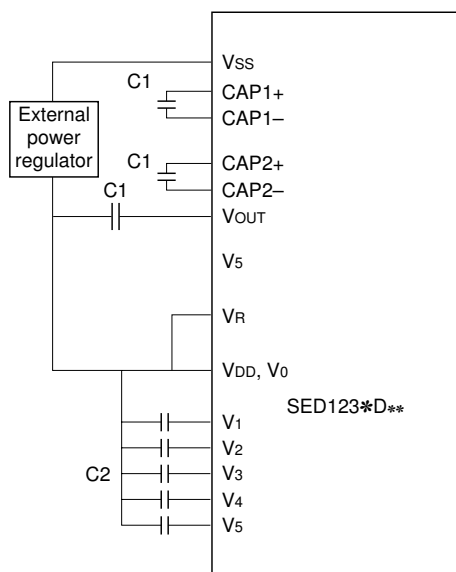 VSS
C1
CAP1+
CAP1–
External
power
regulator
C1
CAP2+
CAP2–
C1
VOUT
V5
VR
VDD, V0
SED123*D**
V1
V2
C2
V3
V4
V5